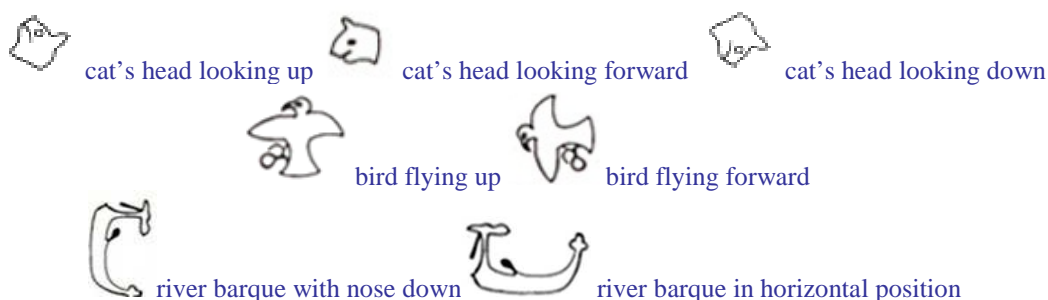 cat's head looking up cat's head looking forward cat's head looking down
bird flying up bird flying forward
river barque with nose down river barque in horizontal position